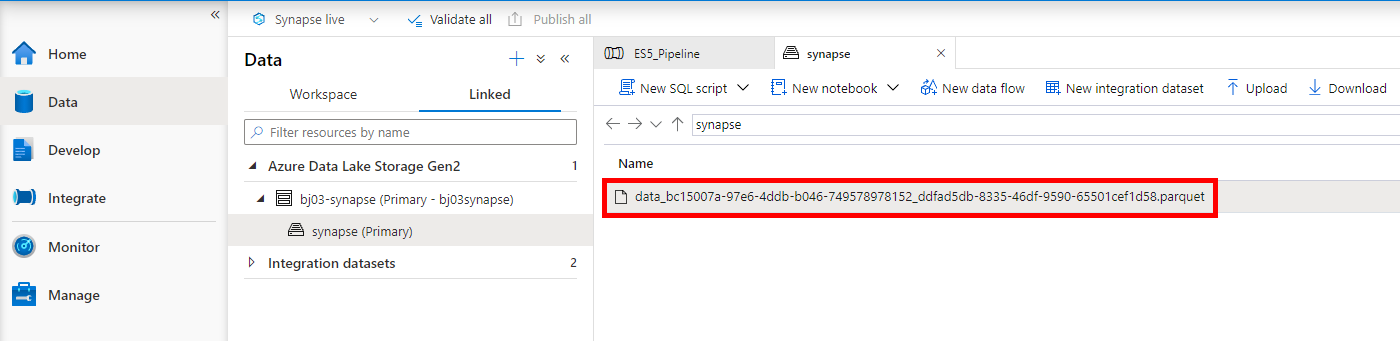 «
Synapse live
Validate all
Publish all
Home
Data
Develop
Integrate
Monitor
Manage
Data
«
Workspace
Linked
Filter resources by name
Azure Data Lake Storage Gen2 1
bj03-synapse (Primary - bj03synapse)
synapse (Primary)
Integration datasets 2
ES5_Pipeline
synapse
New SQL script
New notebook
New data flow
New integration dataset
Upload
Download
synapse
Name
data_bc15007a-97e6-4ddb-b046-749578978152_ddfad5db-8335-46df-9590-65501cef1d58.parquet